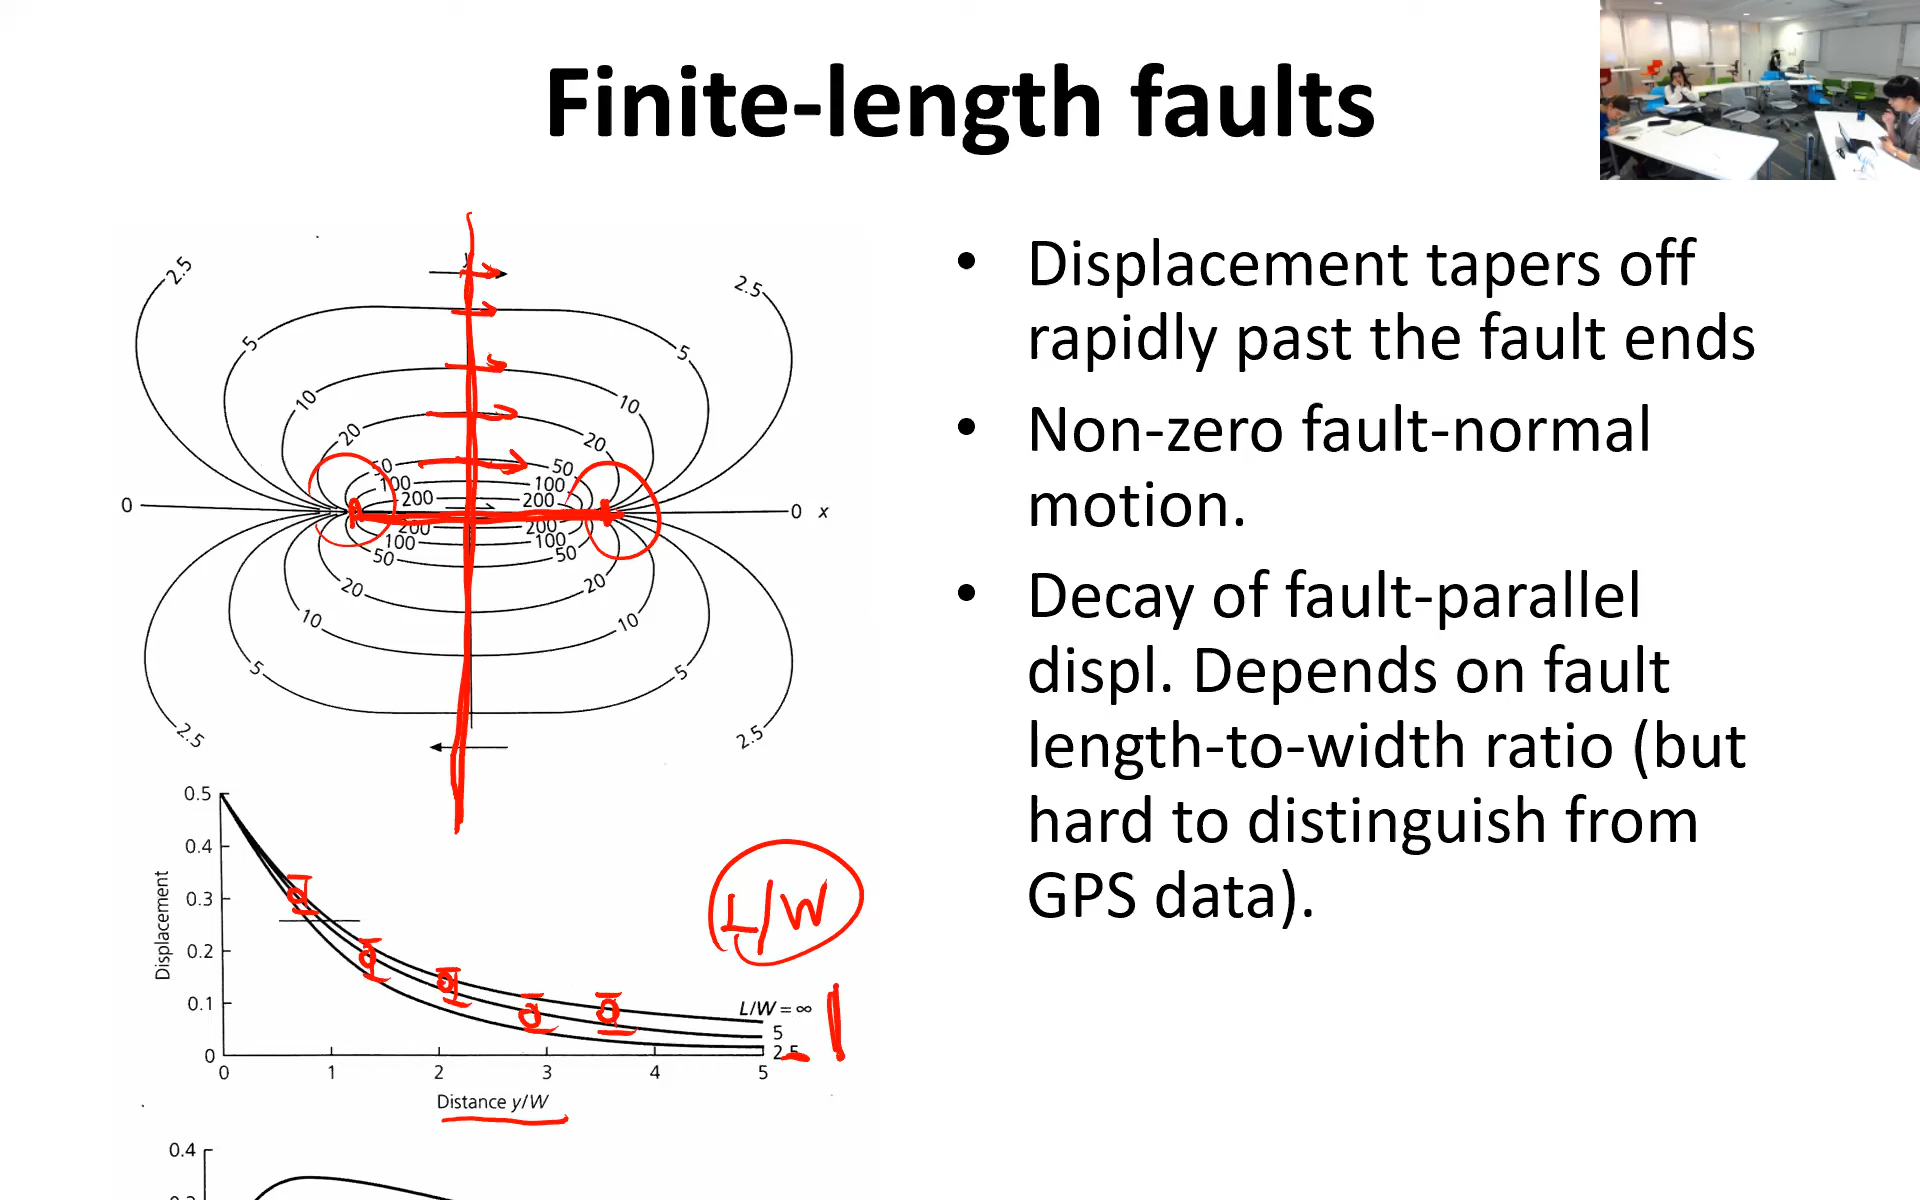 Finite-length faults
• Displacement tapers off
rapidly past the fault ends
• Non-zero fault-normal
motion.
• Decay of fault-parallel
displ. Depends on fault
length-to-width ratio (but
hard to distinguish from
GPS data).
y
2.5 2.5
5 5
10 10
20 20
50 50
100 100
200 200
0 0 x
200 200
100 100
50 50
20 20
10 10
5 5
2.5 2.5
Displacement
0.5
0.4
0.3
0.2
0.1
0
L/W
L/W = ∞
5
2.5
0 1 2 3 4 5
Distance y/W
0.4